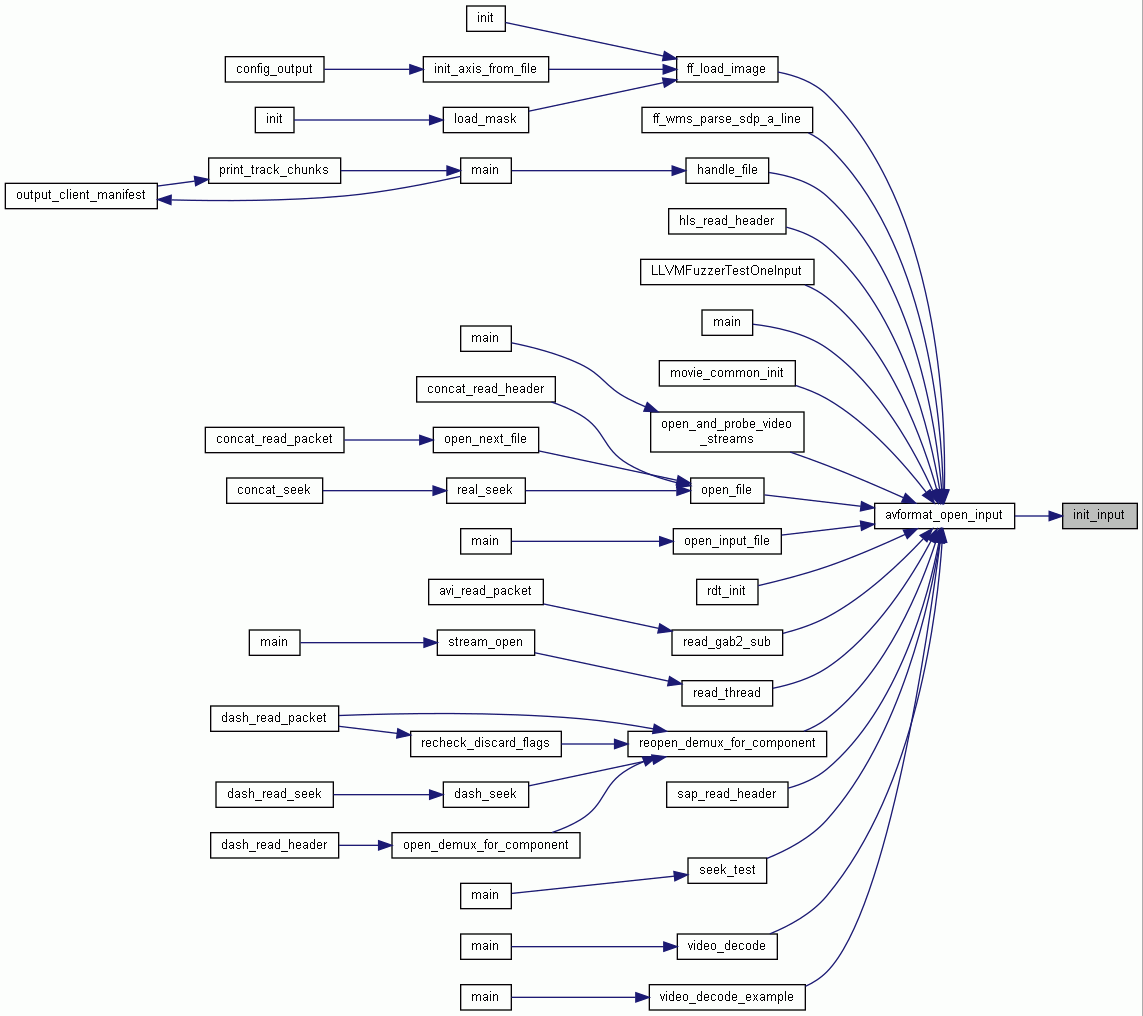 init
config_output
init_axis_from_file
ff_load_image
init
load_mask
ff_wms_parse_sdp_a_line
print_track_chunks
main
handle_file
output_client_manifest
hls_read_header
LLVMFuzzerTestOneInput
main
main
movie_common_init
concat_read_header
open_and_probe_video
_streams
concat_read_packet
open_next_file
concat_seek
real_seek
open_file
avformat_open_input
init_input
main
open_input_file
avi_read_packet
rdt_init
main
stream_open
read_gab2_sub
read_thread
dash_read_packet
recheck_discard_flags
reopen_demux_for_component
dash_read_seek
dash_seek
sap_read_header
dash_read_header
open_demux_for_component
seek_test
main
main
video_decode
main
video_decode_example